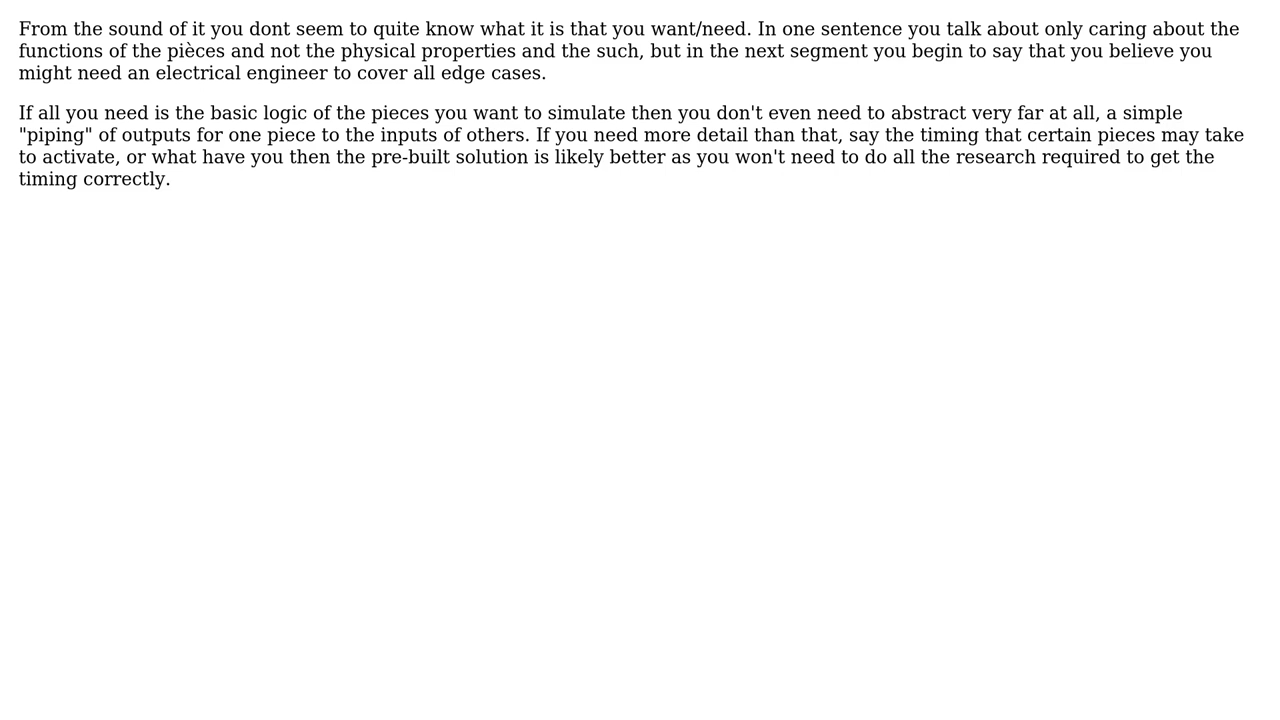 From the sound of it you dont seem to quite know what it is that you want/need. In one sentence you talk about only caring about the
functions of the pièces and not the physical properties and the such, but in the next segment you begin to say that you believe you
might need an electrical engineer to cover all edge cases.
If all you need is the basic logic of the pieces you want to simulate then you don't even need to abstract very far at all, a simple
"piping" of outputs for one piece to the inputs of others. If you need more detail than that, say the timing that certain pieces may take
to activate, or what have you then the pre-built solution is likely better as you won't need to do all the research required to get the
timing correctly.